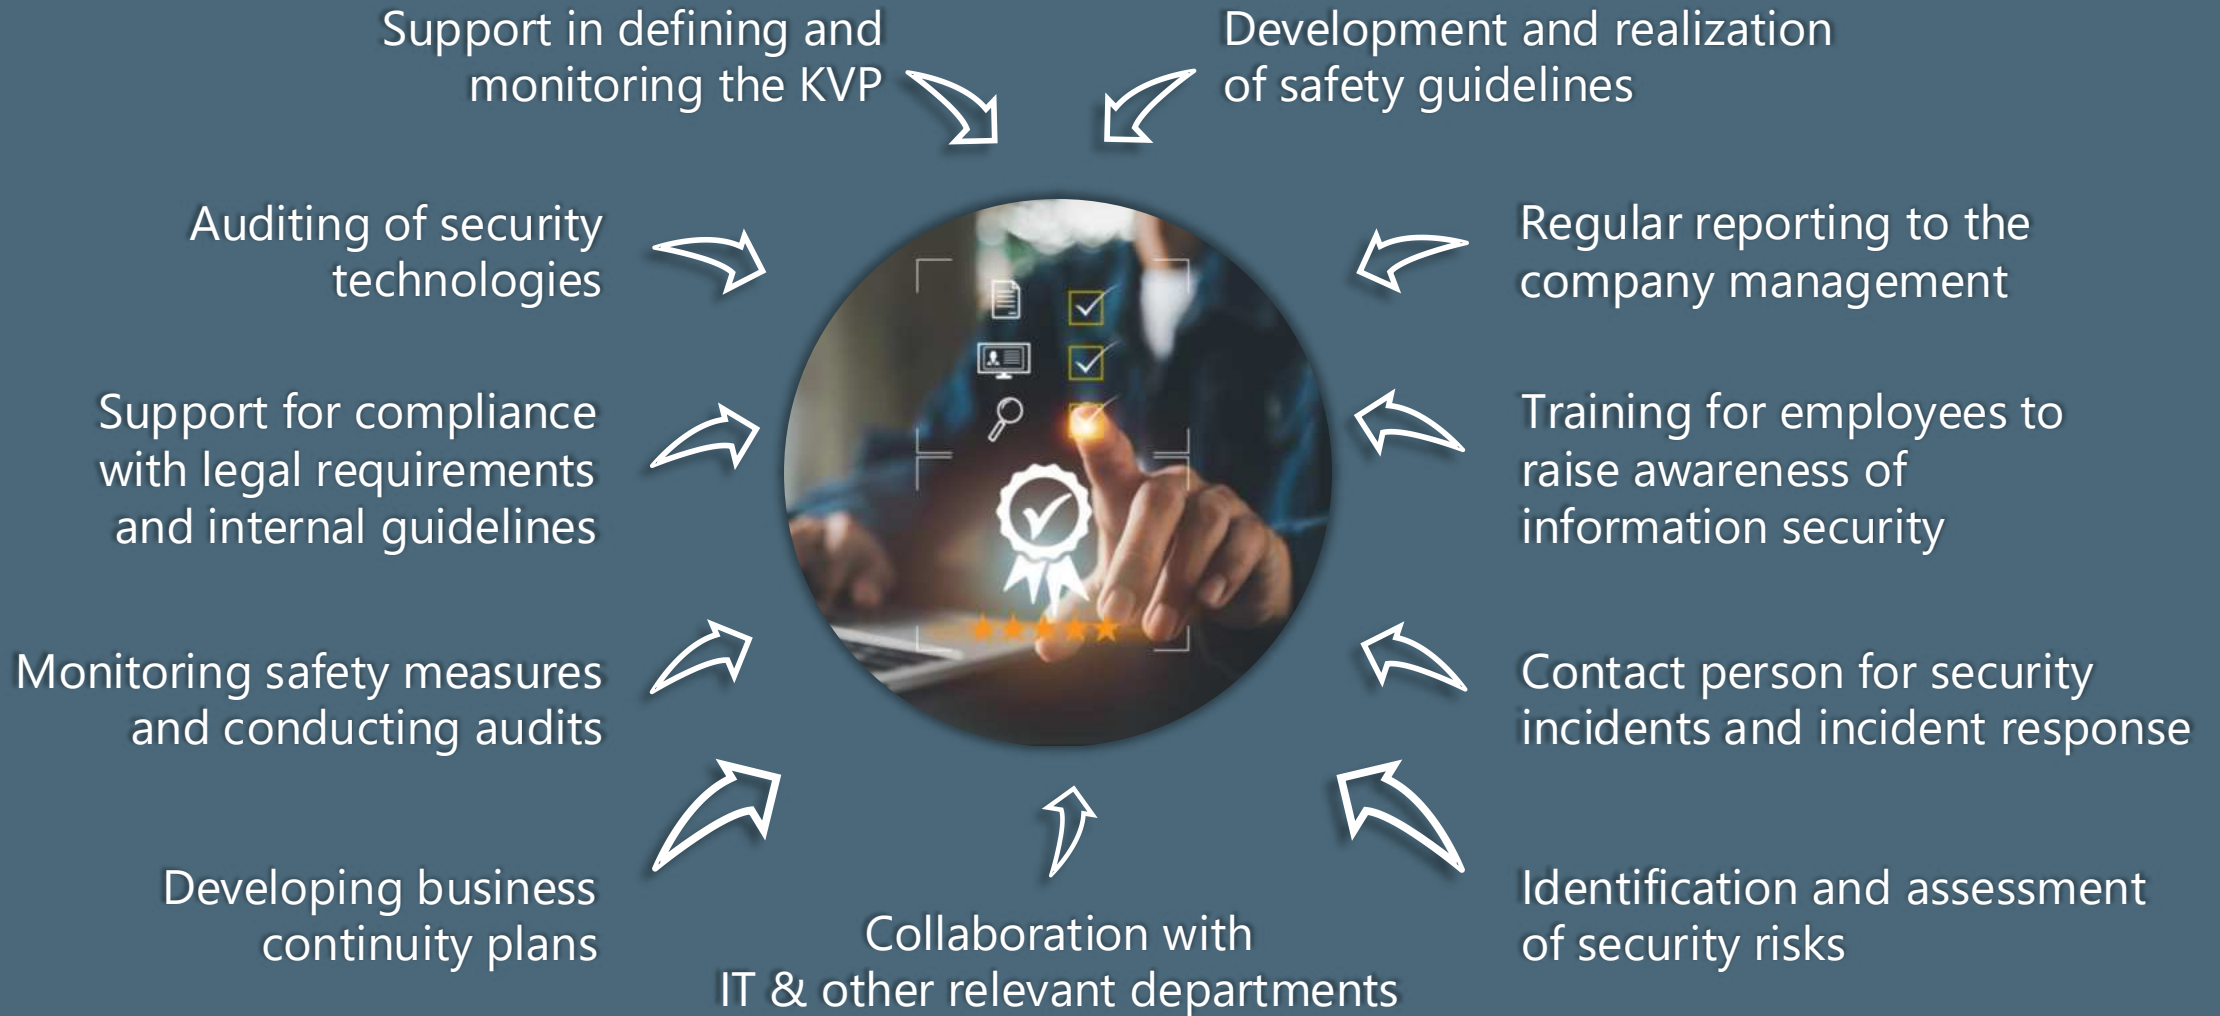 Support in defining and
monitoring the KVP
Development and realization
of safety guidelines
Auditing of security
technologies
Regular reporting to the
company management
Support for compliance
with legal requirements
and internal guidelines
Training for employees to
raise awareness of
information security
Monitoring safety measures
and conducting audits
Contact person for security
incidents and incident response
Developing business
continuity plans
Collaboration with
IT & other relevant departments
Identification and assessment
of security risks